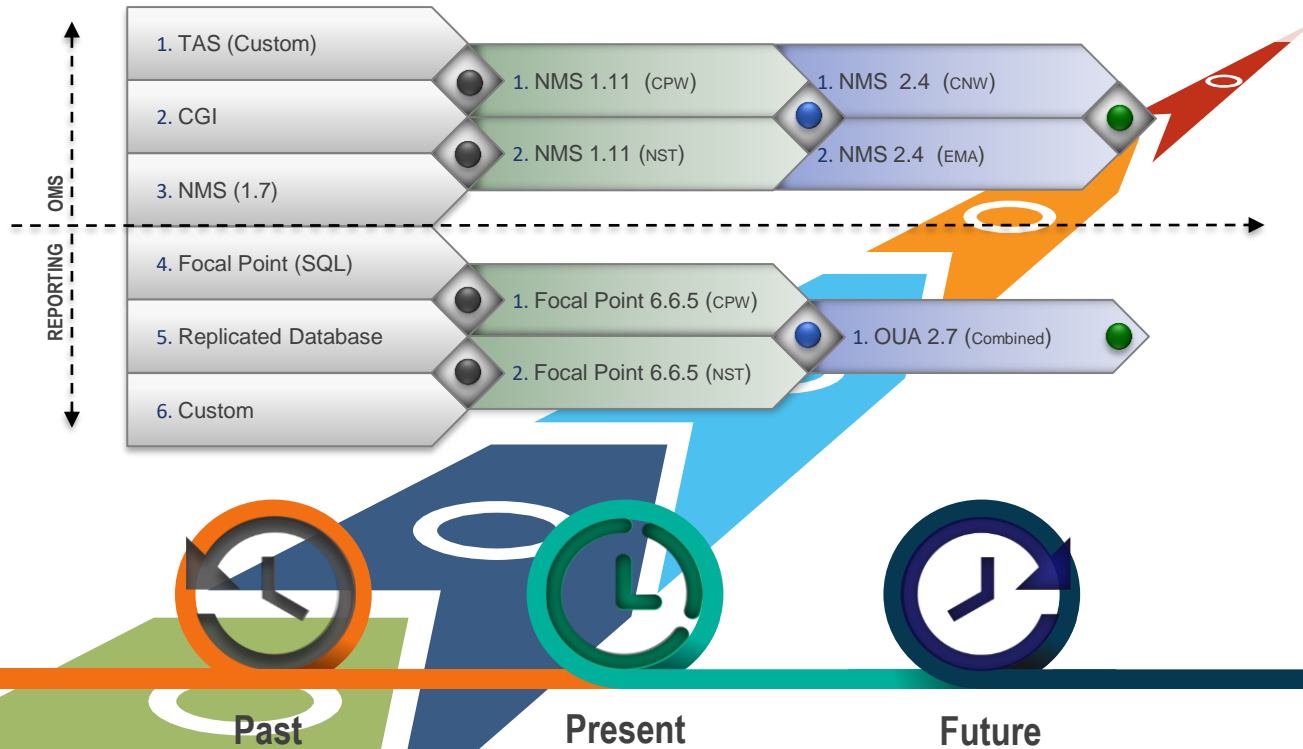 OMS
REPORTING
1. TAS (Custom)
2. CGI
3. NMS (1.7)
4. Focal Point (SQL)
5. Replicated Database
6. Custom
1. NMS 1.11 (CPW)
2. NMS 1.11 (NST)
1. Focal Point 6.6.5 (CPW)
2. Focal Point 6.6.5 (NST)
1. NMS 2.4 (CNW)
2. NMS 2.4 (EMA)
1. OUA 2.7 (Combined)
Past
Present
Future